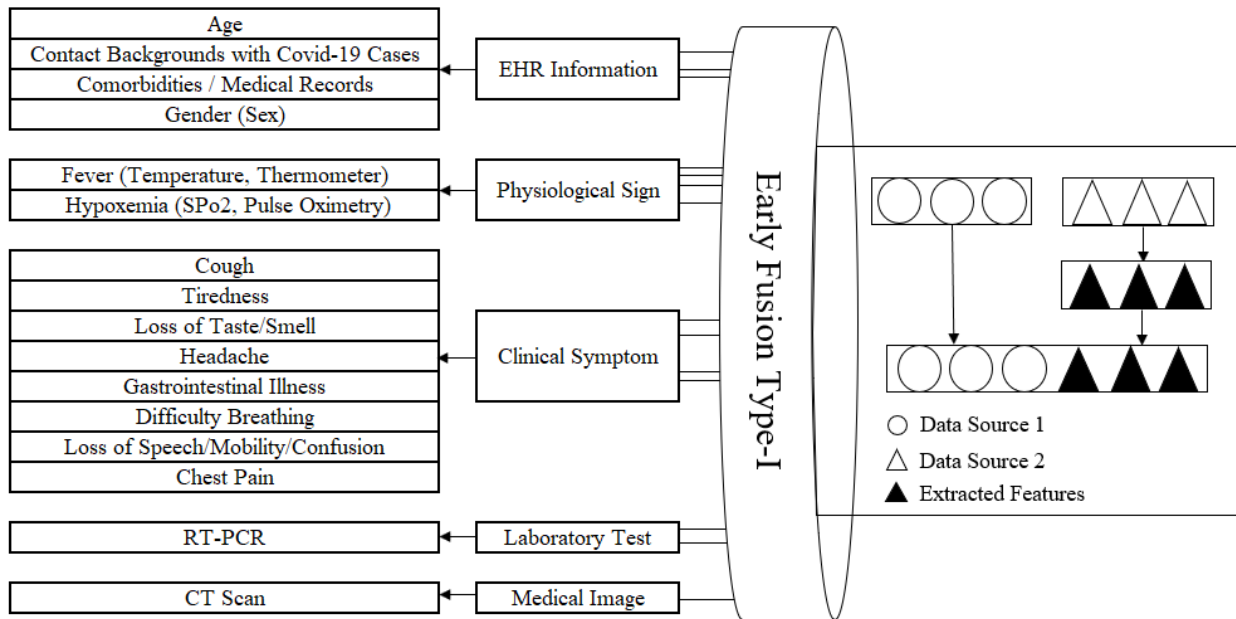 Age
Contact Backgrounds with Covid-19 Cases
Comorbidities / Medical Records
Gender (Sex)
EHR Information
Fever (Temperature, Thermometer)
Hypoxemia (SPo2, Pulse Oximetry)
Physiological Sign
Cough
Tiredness
Loss of Taste/Smell
Headache
Gastrointestinal Illness
Difficulty Breathing
Loss of Speech/Mobility/Confusion
Chest Pain
Clinical Symptom
RT-PCR
Laboratory Test
CT Scan
Medical Image
Early Fusion Type-I
Data Source 1
Data Source 2
Extracted Features